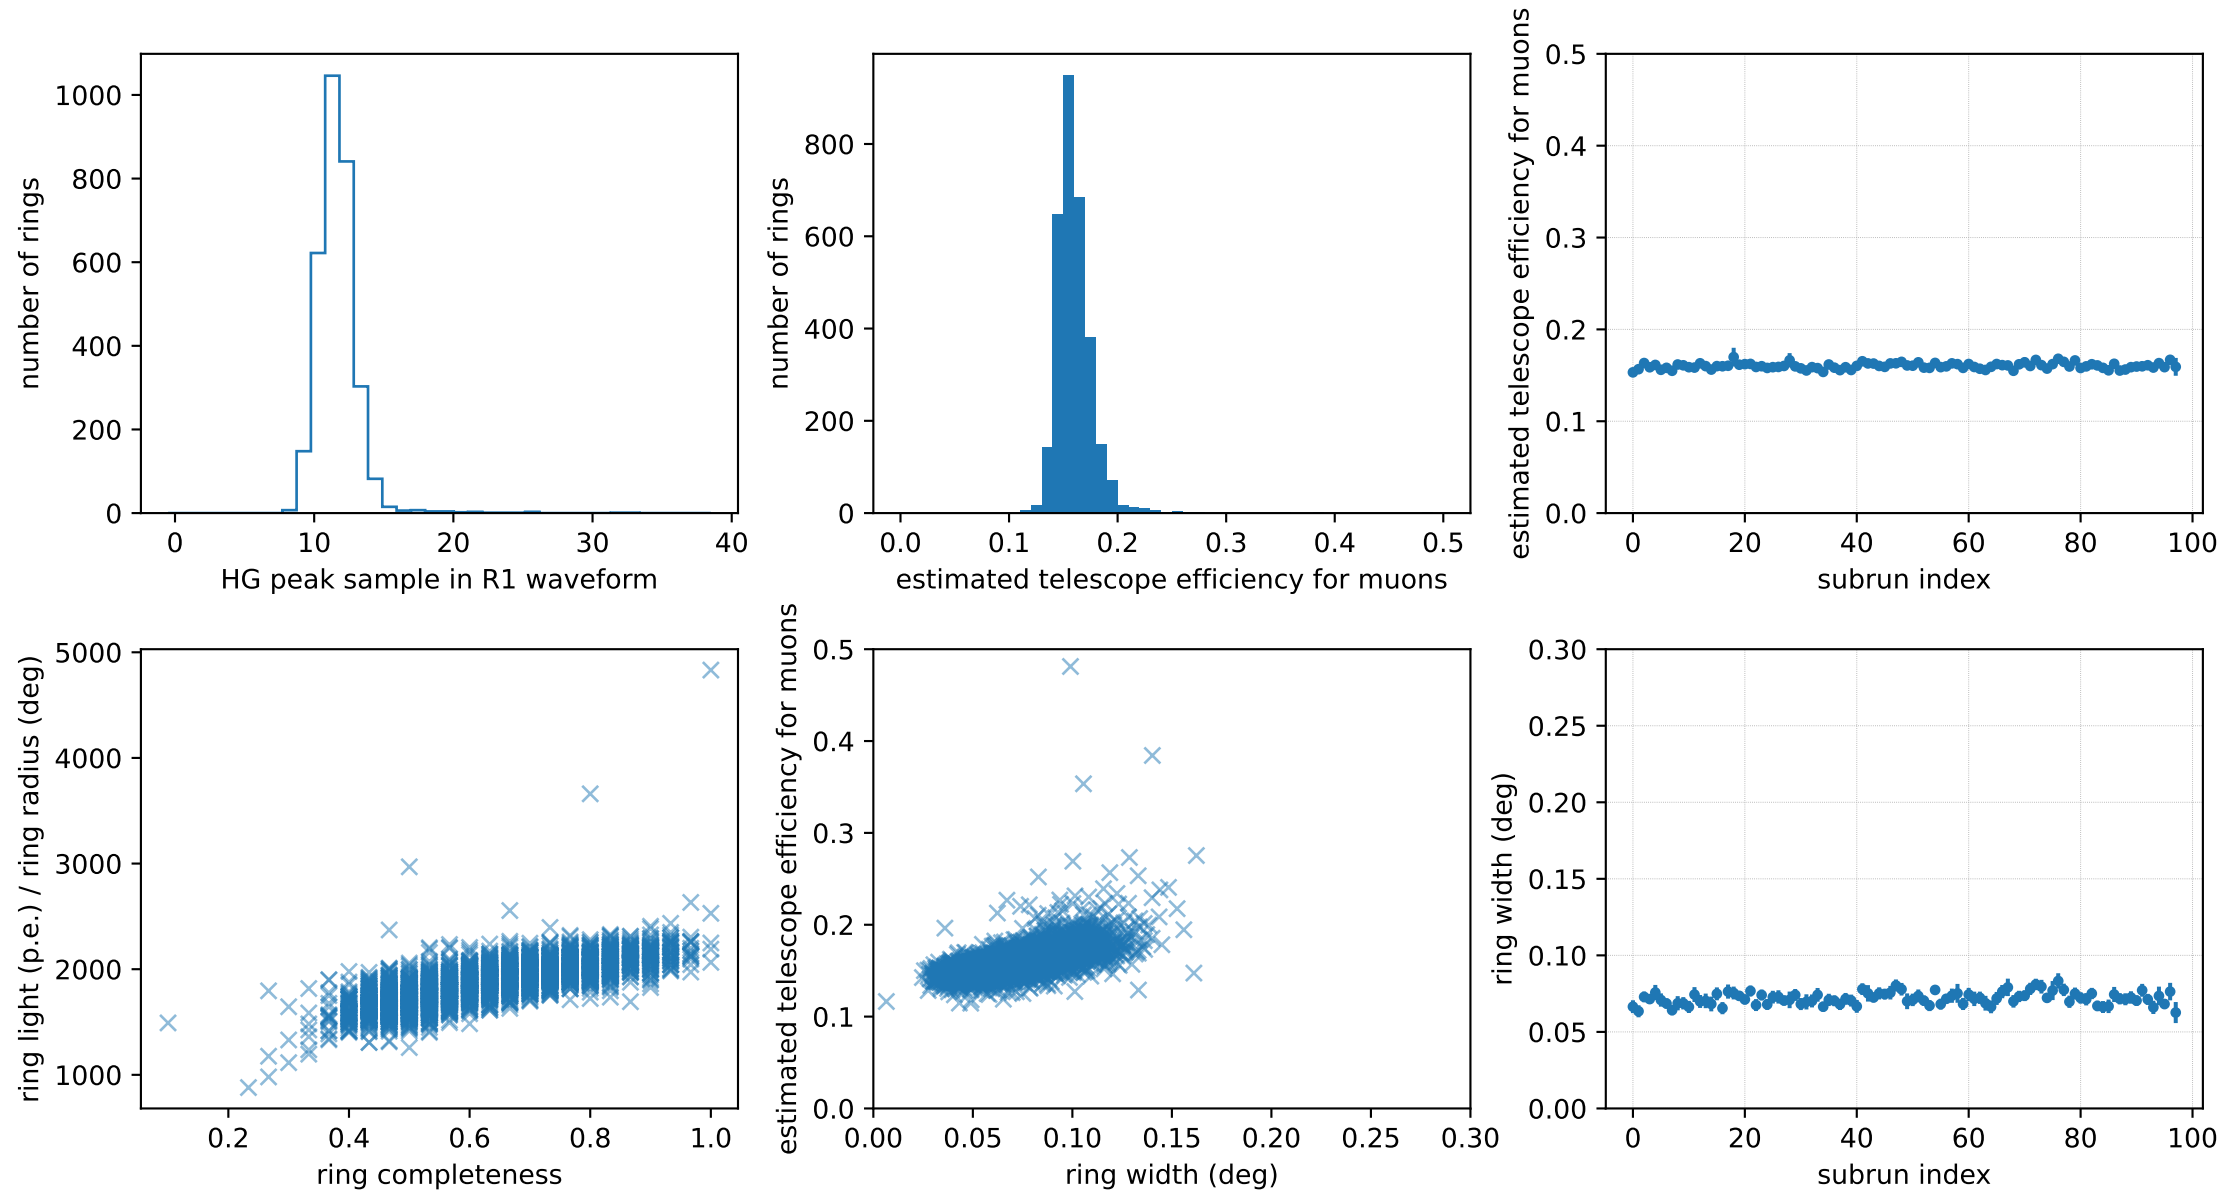 number of rings
1000
800
600
400
200
0
0 10 20 30 40
HG peak sample in R1 waveform
number of rings
800
600
400
200
0
0.0 0.1 0.2 0.3 0.4 0.5
estimated telescope efficiency for muons
estimated telescope efficiency for muons
0.5
0.4
0.3
0.2
0.1
0.0
0 20 40 60 80 100
subrun index
ring light (p.e.) / ring radius (deg)
5000
4000
3000
2000
1000
0.2 0.4 0.6 0.8 1.0
ring completeness
estimated telescope efficiency for muons
0.5
0.4
0.3
0.2
0.1
0.0
0.00 0.05 0.10 0.15 0.20 0.25 0.30
ring width (deg)
ring width (deg)
0.30
0.25
0.20
0.15
0.10
0.05
0.00
0 20 40 60 80 100
subrun index